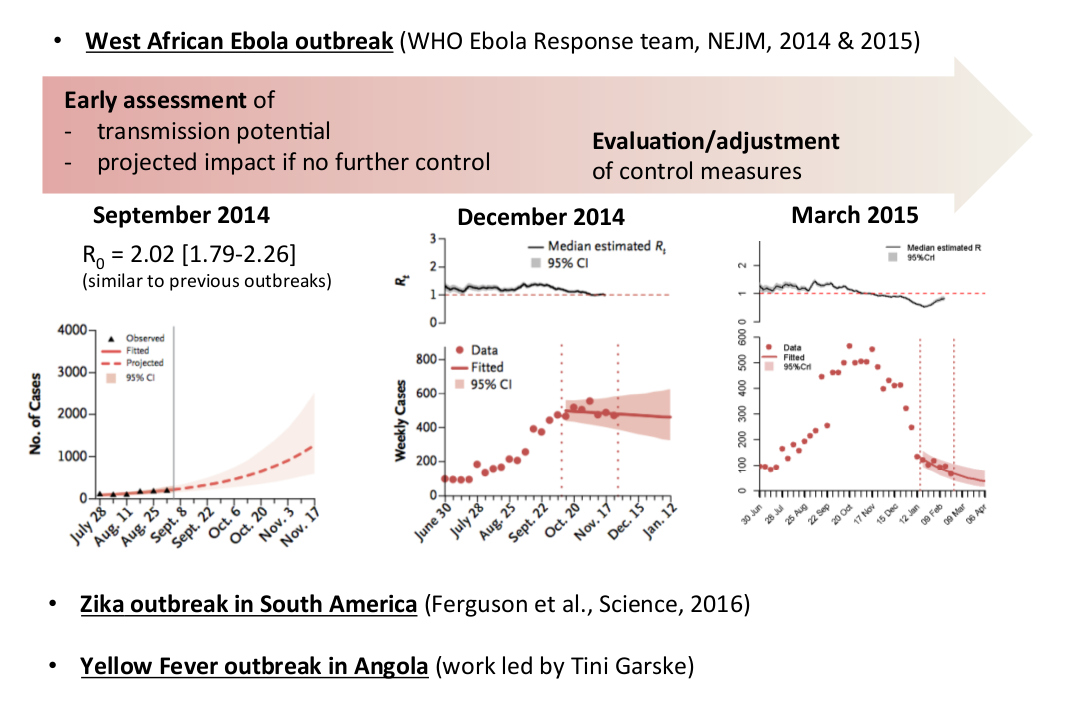 • West African Ebola outbreak (WHO Ebola Response team, NEJM, 2014 & 2015)
Early assessment of
- transmission potential
- projected impact if no further control
Evaluation/adjustment
of control measures
September 2014
R0 = 2.02 [1.79-2.26]
(similar to previous outbreaks)
No. of Cases
4000
3000
2000
1000
0
Observed
Fitted
Projected
95% CI
July 28
Aug. 11
Aug. 25
Sept. 8
Sept. 22
Oct. 6
Oct. 20
Nov. 3
Nov. 17
December 2014
Rt
3
2
1
0
Median estimated Rt
95% CI
Weekly Cases
800
600
400
200
0
Data
Fitted
95% CI
June 30
July 28
Aug. 25
Sept. 22
Oct. 20
Nov. 17
Dec. 15
Jan. 12
March 2015
2
1
0
Median estimated R
95%CrI
600
500
400
300
200
100
0
Data
Fitted
95%CrI
30 Jun
28 Jul
25 Aug
22 Sep
20 Oct
17 Nov
15 Dec
12 Jan
09 Feb
09 Mar
06 Apr
• Zika outbreak in South America (Ferguson et al., Science, 2016)
• Yellow Fever outbreak in Angola (work led by Tini Garske)